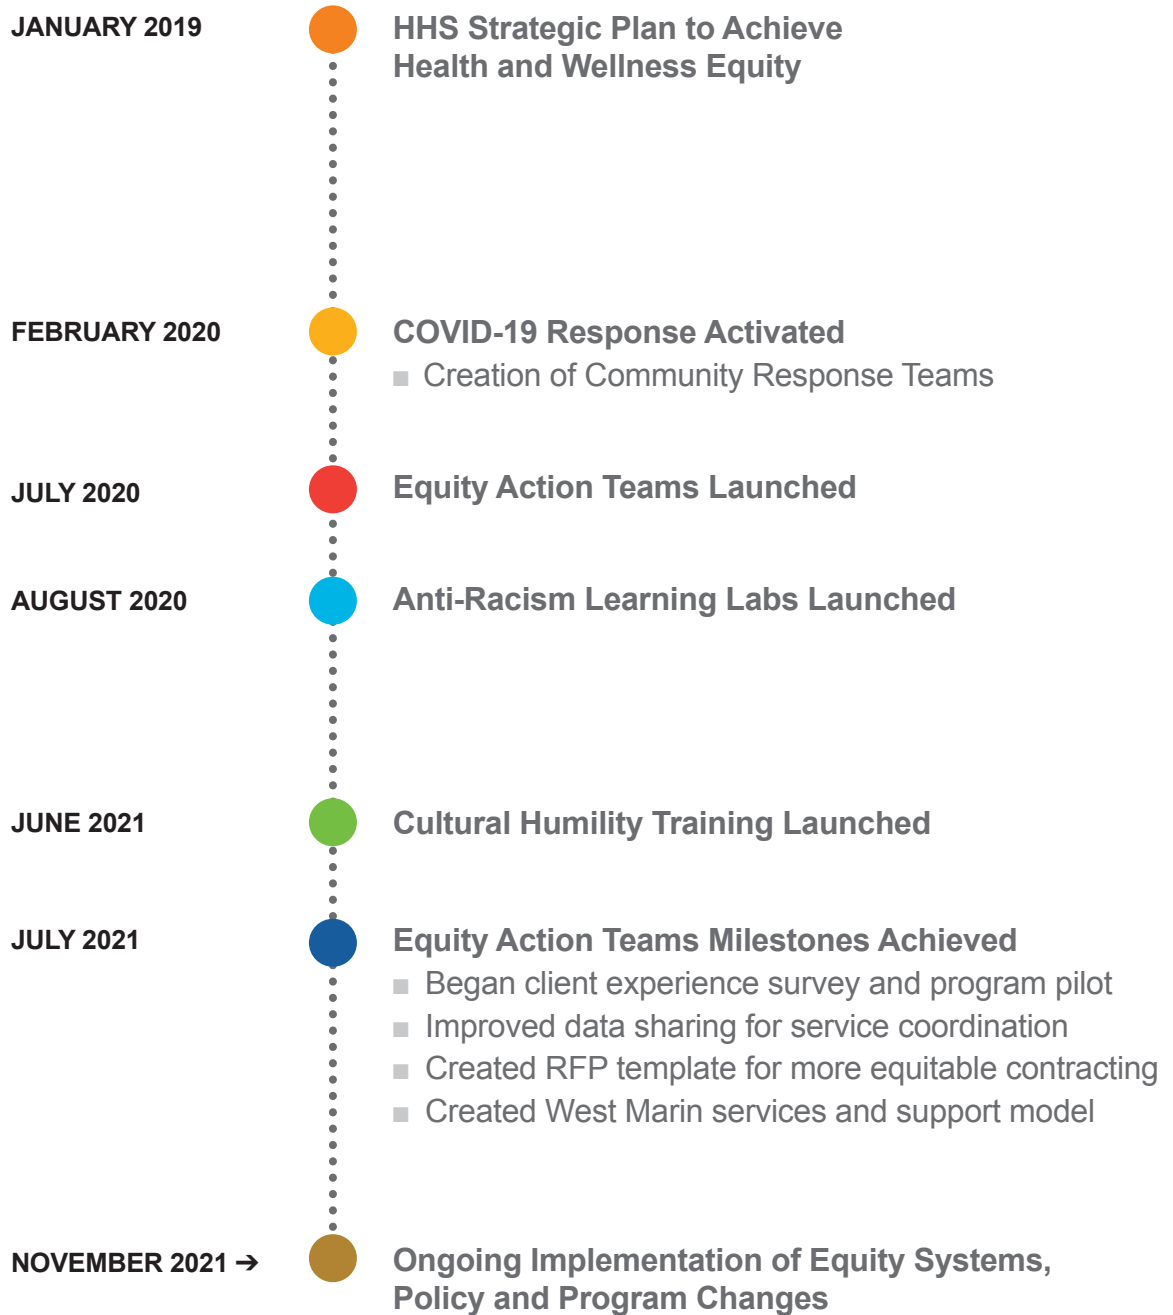 JANUARY 2019
HHS Strategic Plan to Achieve
Health and Wellness Equity
FEBRUARY 2020
COVID-19 Response Activated
■ Creation of Community Response Teams
JULY 2020
Equity Action Teams Launched
AUGUST 2020
Anti-Racism Learning Labs Launched
JUNE 2021
Cultural Humility Training Launched
JULY 2021
Equity Action Teams Milestones Achieved
■ Began client experience survey and program pilot
■ Improved data sharing for service coordination
■ Created RFP template for more equitable contracting
■ Created West Marin services and support model
NOVEMBER 2021 →
Ongoing Implementation of Equity Systems,
Policy and Program Changes